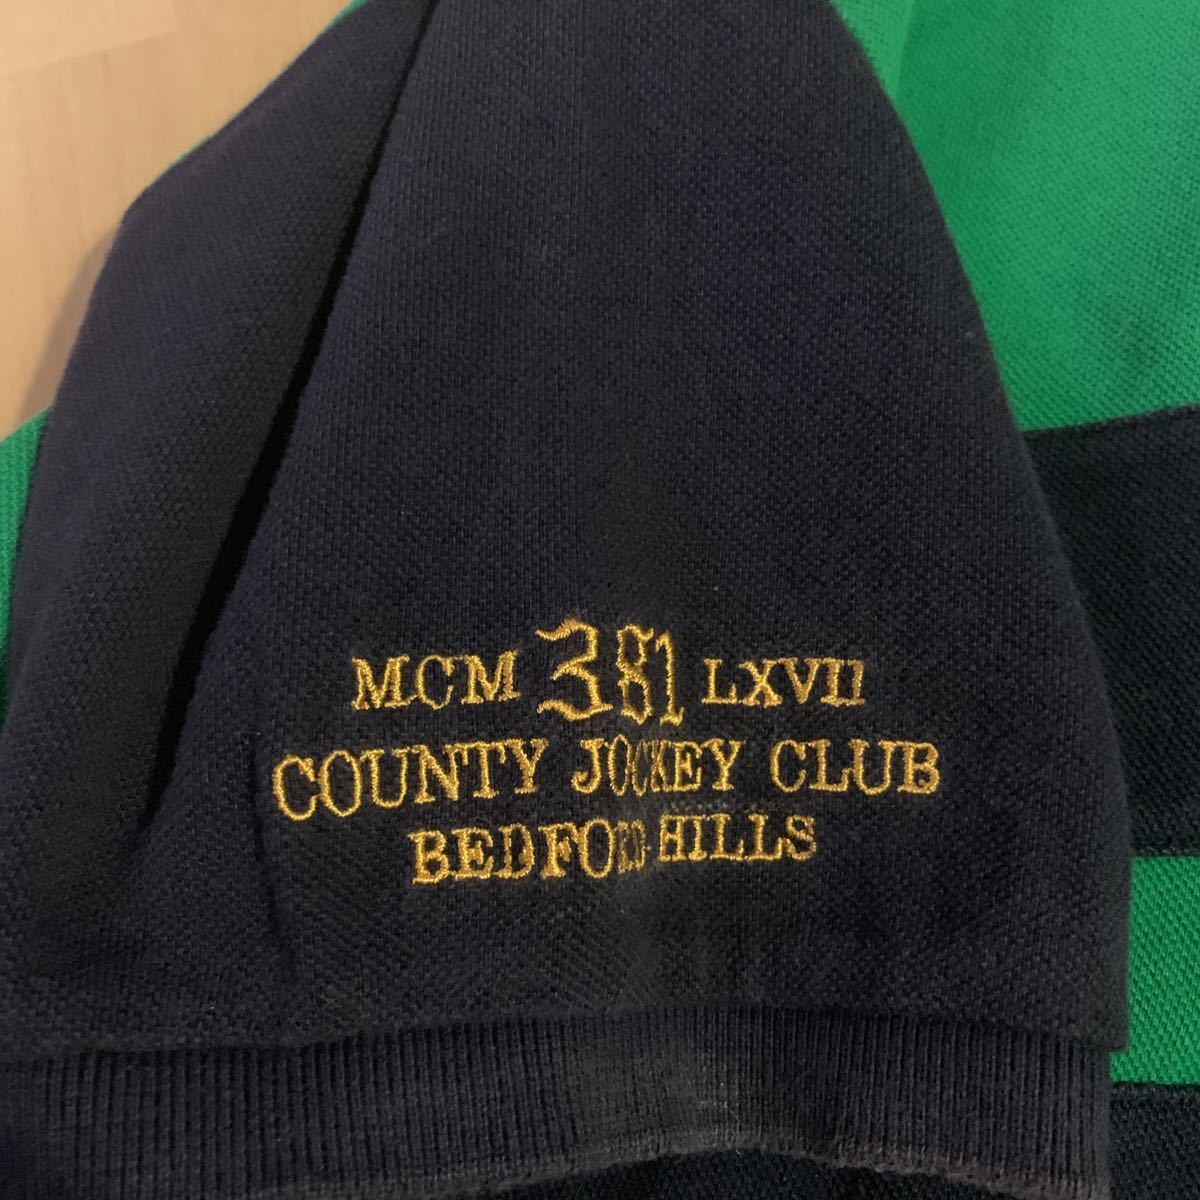 MCM 381 LXVII
COUNTY JOCKEY CLUB
BEDFORD HILLS